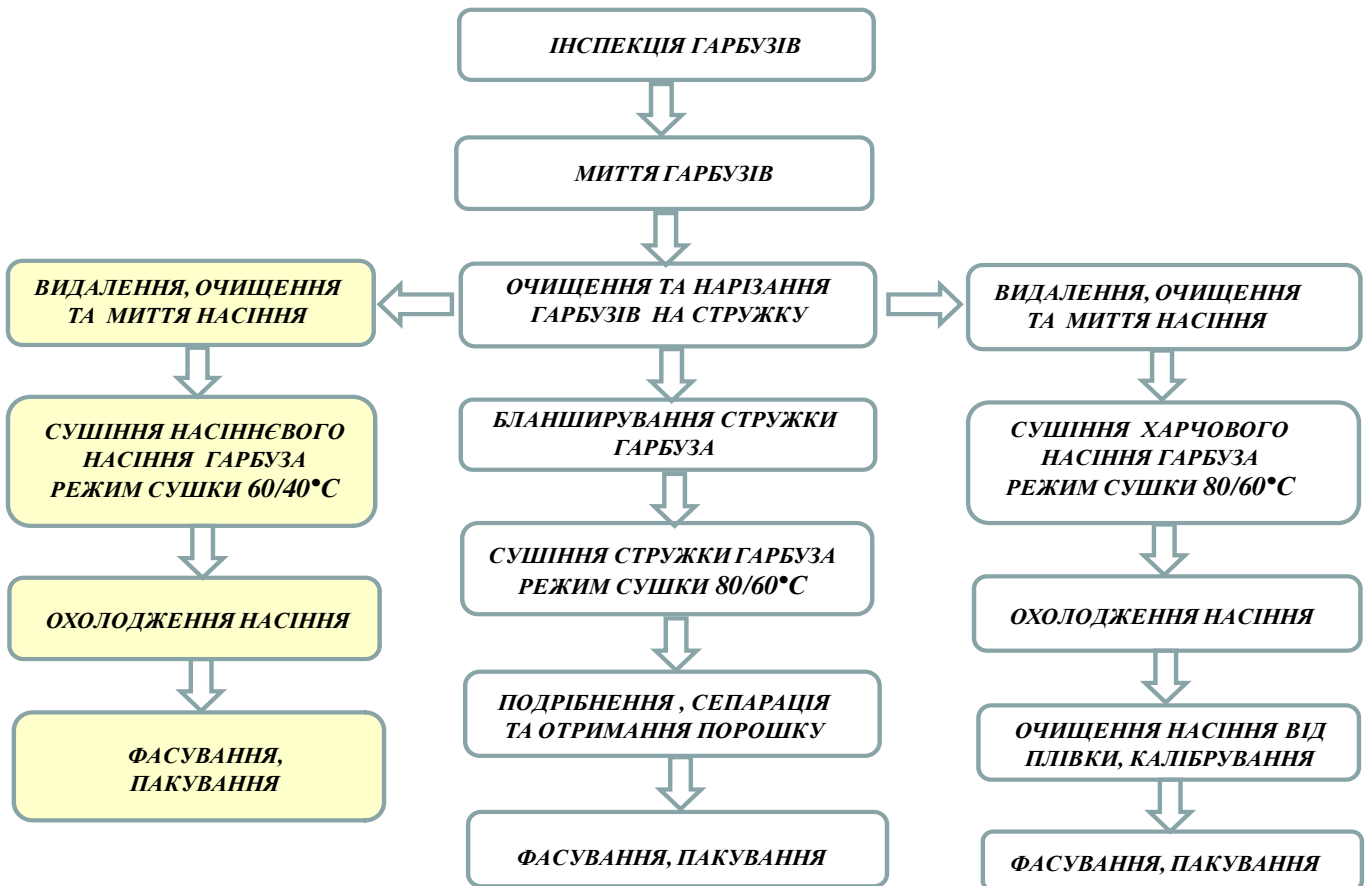 ІНСПЕКЦІЯ ГАРБУЗІВ
МИТТЯ ГАРБУЗІВ
ВИДАЛЕННЯ, ОЧИЩЕННЯ
ТА МИТТЯ НАСІННЯ
ОЧИЩЕННЯ ТА НАРІЗАННЯ
ГАРБУЗІВ НА СТРУЖКУ
ВИДАЛЕННЯ, ОЧИЩЕННЯ
ТА МИТТЯ НАСІННЯ
СУШІННЯ НАСІННЄВОГО
НАСІННЯ ГАРБУЗА
РЕЖИМ СУШКИ 60/40°С
БЛАНШИРУВАННЯ СТРУЖКИ
ГАРБУЗА
СУШІННЯ ХАРЧОВОГО
НАСІННЯ ГАРБУЗА
РЕЖИМ СУШКИ 80/60°С
СУШІННЯ СТРУЖКИ ГАРБУЗА
РЕЖИМ СУШКИ 80/60°С
ОХОЛОДЖЕННЯ НАСІННЯ
ОХОЛОДЖЕННЯ НАСІННЯ
ПОДРІБНЕННЯ , СЕПАРАЦІЯ
ТА ОТРИМАННЯ ПОРОШКУ
ОЧИЩЕННЯ НАСІННЯ ВІД
ПЛІВКИ, КАЛІБРУВАННЯ
ФАСУВАННЯ,
ПАКУВАННЯ
ФАСУВАННЯ, ПАКУВАННЯ
ФАСУВАННЯ, ПАКУВАННЯ